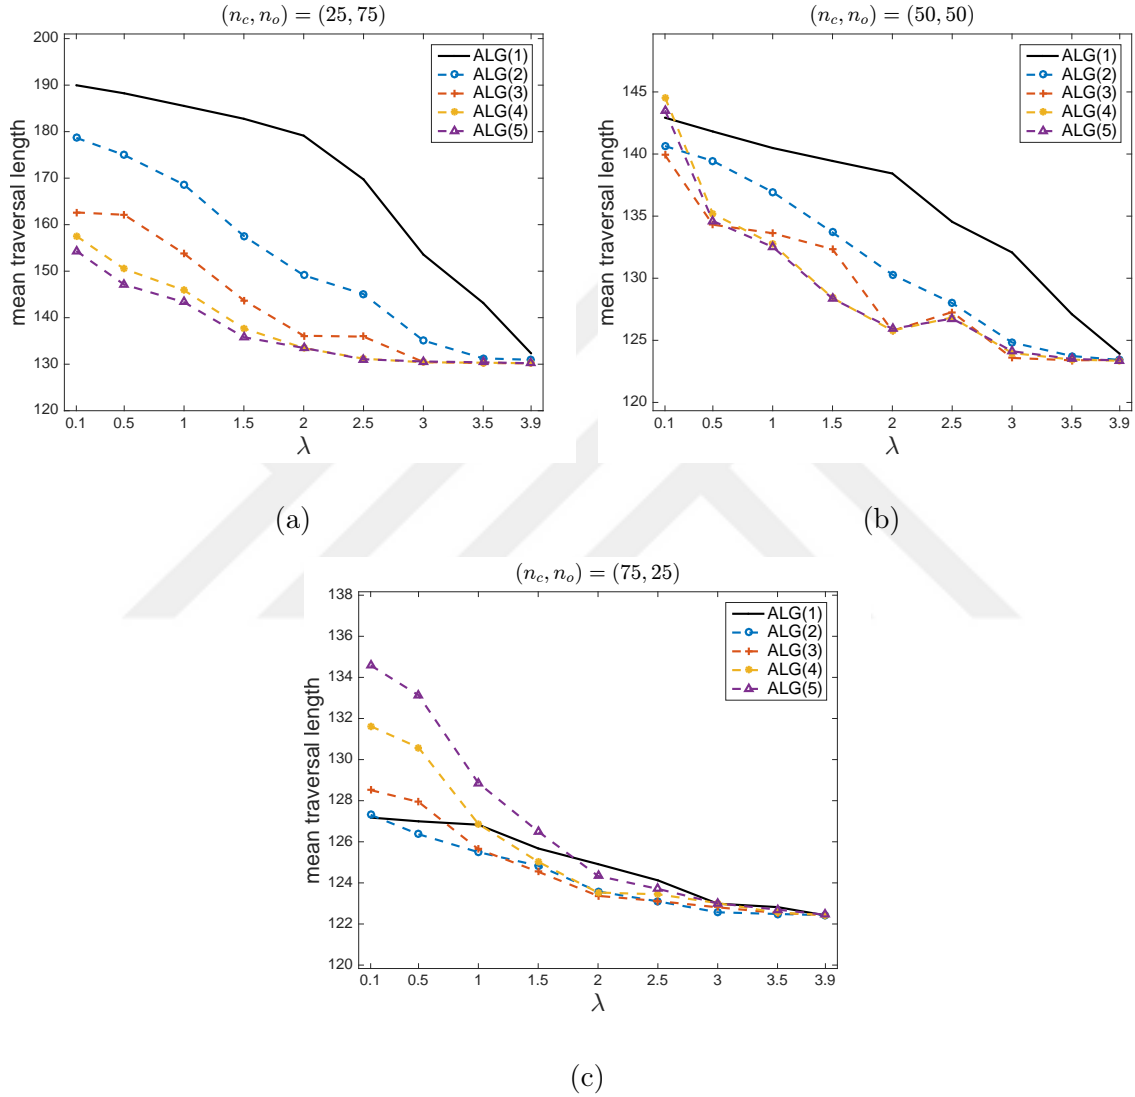 (n_c, n_o) = (25, 75)
200
190
180
170
160
150
140
130
120
mean traversal length
ALG(1)
ALG(2)
ALG(3)
ALG(4)
ALG(5)
0.1 0.5 1 1.5 2 2.5 3 3.5 3.9
λ
(a)
(n_c, n_o) = (50, 50)
145
140
135
130
125
120
mean traversal length
ALG(1)
ALG(2)
ALG(3)
ALG(4)
ALG(5)
0.1 0.5 1 1.5 2 2.5 3 3.5 3.9
λ
(b)
(n_c, n_o) = (75, 25)
138
136
134
132
130
128
126
124
122
120
mean traversal length
ALG(1)
ALG(2)
ALG(3)
ALG(4)
ALG(5)
0.1 0.5 1 1.5 2 2.5 3 3.5 3.9
λ
(c)